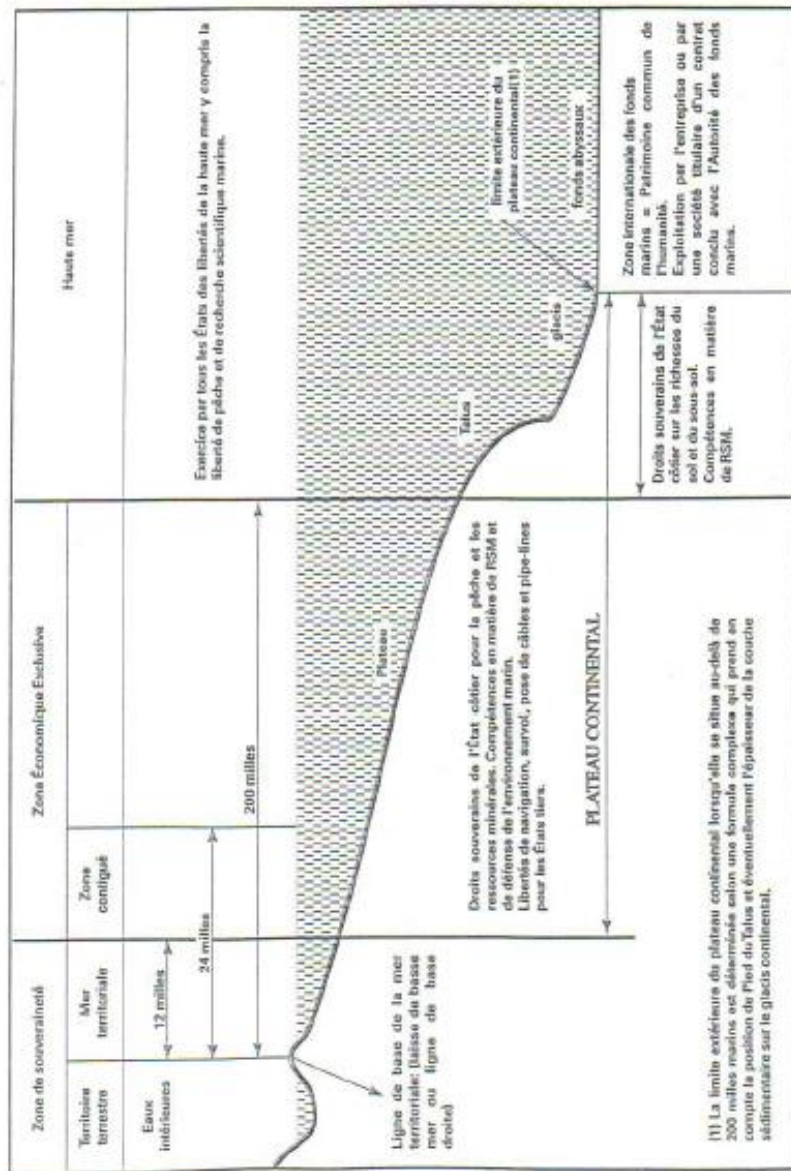 Zone de souveraineté
Zone Économique Exclusive
Haute mer
Territoire
terrestre
Mer
territoriale
Zone
contiguë
Eaux
intérieures
12 milles
24 milles
200 milles
Exercice par tous les États des libertés de la haute mer y compris la
liberté de pêche et de recherche scientifique marine.
Plateau
Talus
glacis
limite extérieure du
plateau continental(1)
fonds abyssaux
Ligne de base de la mer
territoriale: (laisse de basse
mer ou ligne de base
droite)
Droits souverains de l'État côtier pour la pêche et les
ressources minérales. Compétences en matière de RSM et
de défense de l'environnement marin.
Libertés de navigation, survol, pose de câbles et pipe-lines
pour les États tiers.
PLATEAU CONTINENTAL
Droits souverains de l'État
côtier sur les richesses du
sol et du sous-sol.
Compétences en matière
de RSM.
Zone internationale des fonds
marins = Patrimoine commun de
l'humanité.
Exploitation par l'entreprise ou par
une société titulaire d'un contrat
conclu avec l'Autorité des fonds
marins.
(1) La limite extérieure du plateau continental lorsqu'elle se situe au-delà de
200 milles marins est déterminée selon une formule complexe qui prend en
compte la position de Pied du Talus et éventuellement l'épaisseur de la couche
sédimentaire sur le glacis continental.